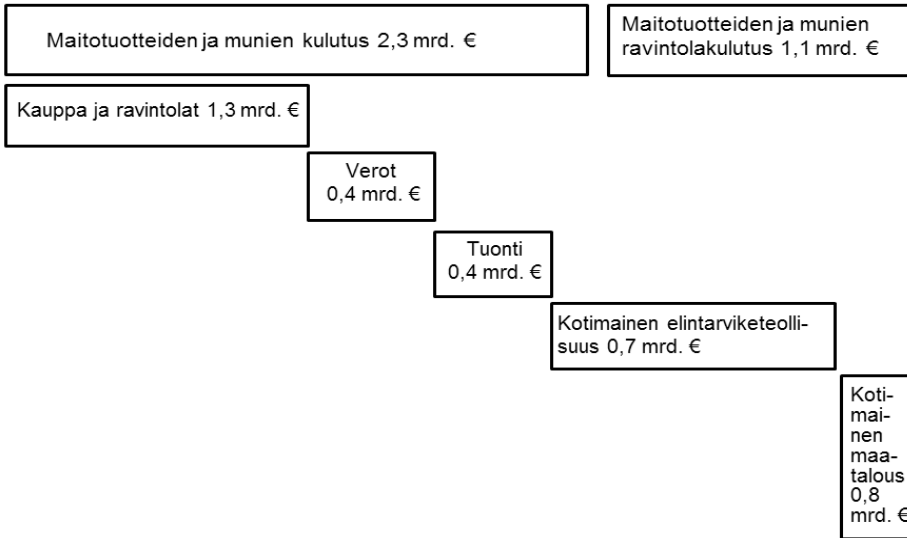 Maitotuotteiden ja munien kulutus 2,3 mrd. €
Maitotuotteiden ja munien
ravintolakulutus 1,1 mrd. €
Kauppa ja ravintolat 1,3 mrd. €
Verot
0,4 mrd. €
Tuonti
0,4 mrd. €
Kotimainen elintarviketeolli-
suus 0,7 mrd. €
Koti-
mai-
nen
maa-
talous
0,8
mrd. €